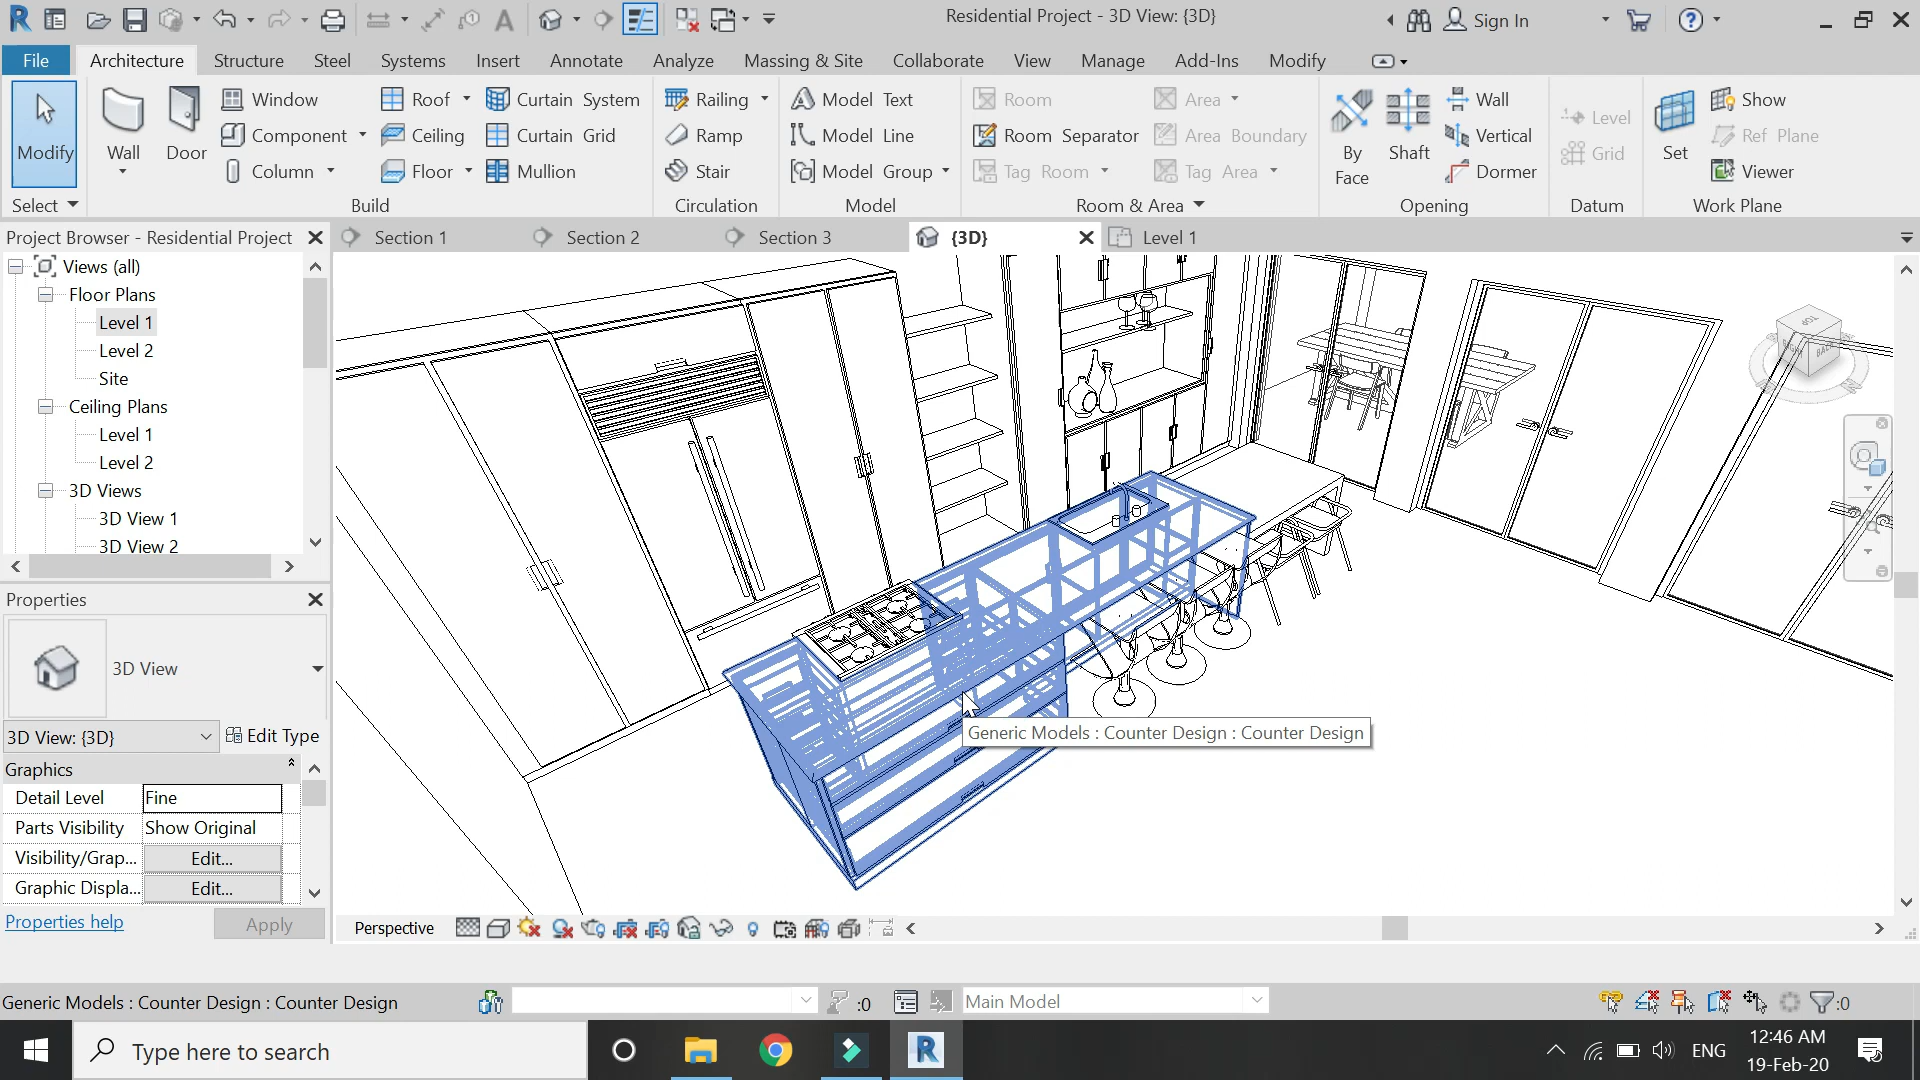 Residential Project - 3D View: {3D}
Sign In
File
Architecture
Structure
Steel
Systems
Insert
Annotate
Analyze
Massing & Site
Collaborate
View
Manage
Add-Ins
Modify
Modify
Wall
Door
Window
Component
Column
Roof
Ceiling
Floor
Curtain System
Curtain Grid
Mullion
Railing
Ramp
Stair
Model Text
Model Line
Model Group
Room
Room Separator
Tag Room
Area
Area Boundary
Tag Area
By Face
Shaft
Wall
Vertical
Dormer
Level
Grid
Set
Show
Ref Plane
Viewer
Select
Build
Circulation
Model
Room & Area
Opening
Datum
Work Plane
Project Browser - Residential Project
Section 1
Section 2
Section 3
{3D}
Level 1
Views (all)
Floor Plans
Level 1
Level 2
Site
Ceiling Plans
Level 1
Level 2
3D Views
3D View 1
3D View 2
Properties
3D View
3D View: {3D}
Edit Type
Graphics
Detail Level
Fine
Parts Visibility
Show Original
Visibility/Grap...
Edit...
Graphic Displa...
Edit...
Properties help
Apply
TOP
Generic Models : Counter Design : Counter Design
Perspective
Generic Models : Counter Design : Counter Design
:0
Main Model
:0
Type here to search
ENG
12:46 AM
19-Feb-20